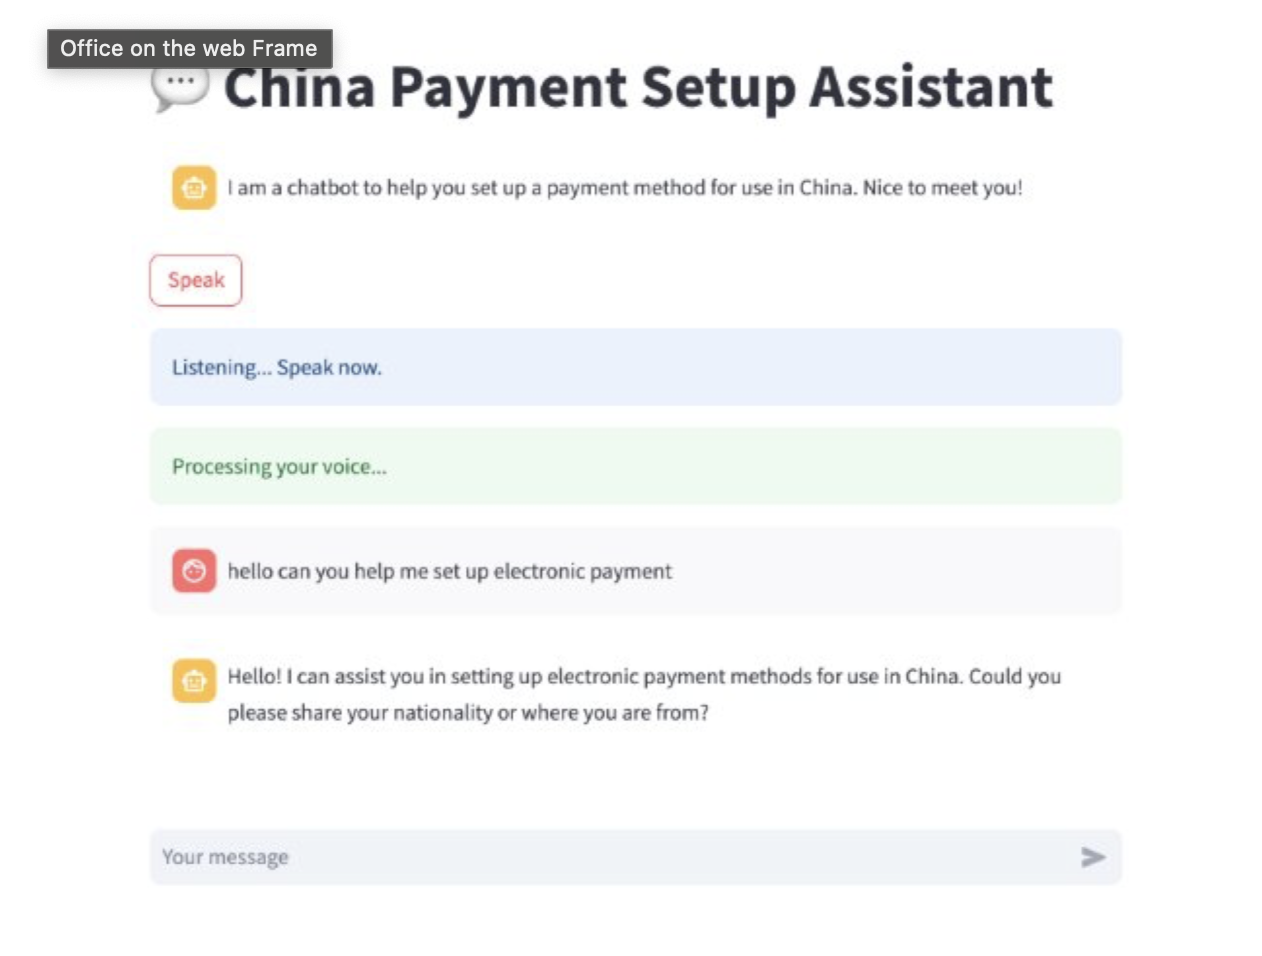 Office on the web Frame
China Payment Setup Assistant
I am a chatbot to help you set up a payment method for use in China. Nice to meet you!
Speak
Listening... Speak now.
Processing your voice...
hello can you help me set up electronic payment
Hello! I can assist you in setting up electronic payment methods for use in China. Could you
please share your nationality or where you are from?
Your message